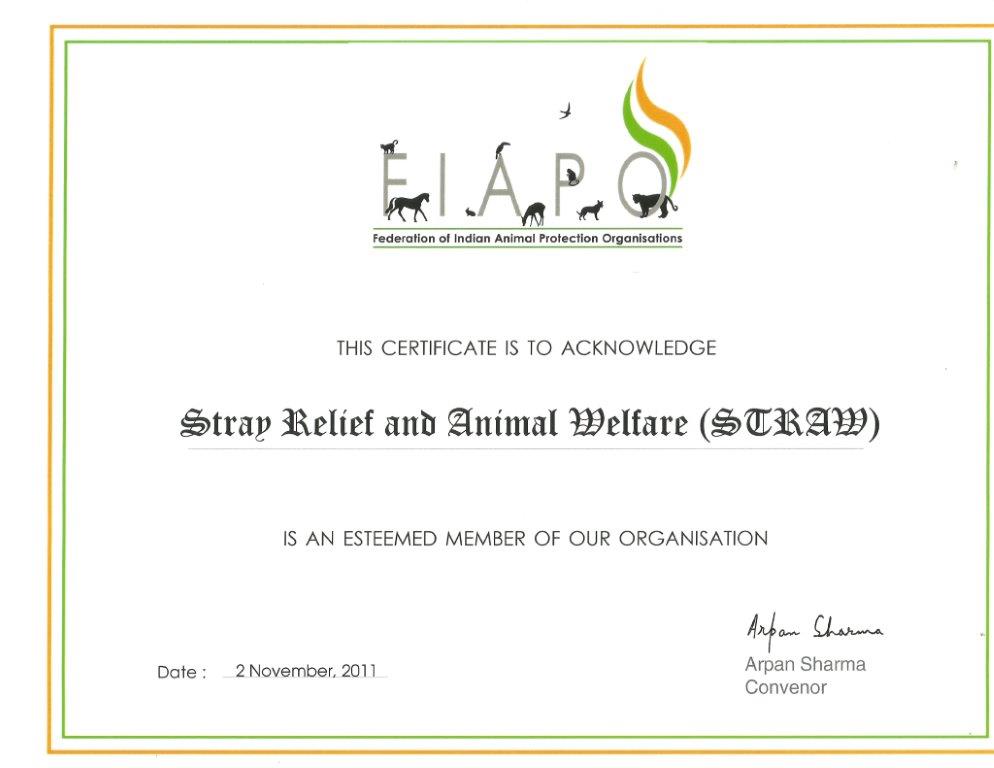 FIAPO
Federation of Indian Animal Protection Organisations
THIS CERTIFICATE IS TO ACKNOWLEDGE
Stray Relief and Animal Welfare (STRAW)
IS AN ESTEEMED MEMBER OF OUR ORGANISATION
Arpan Sharma
Date : 2 November, 2011
Arpan Sharma
Convenor